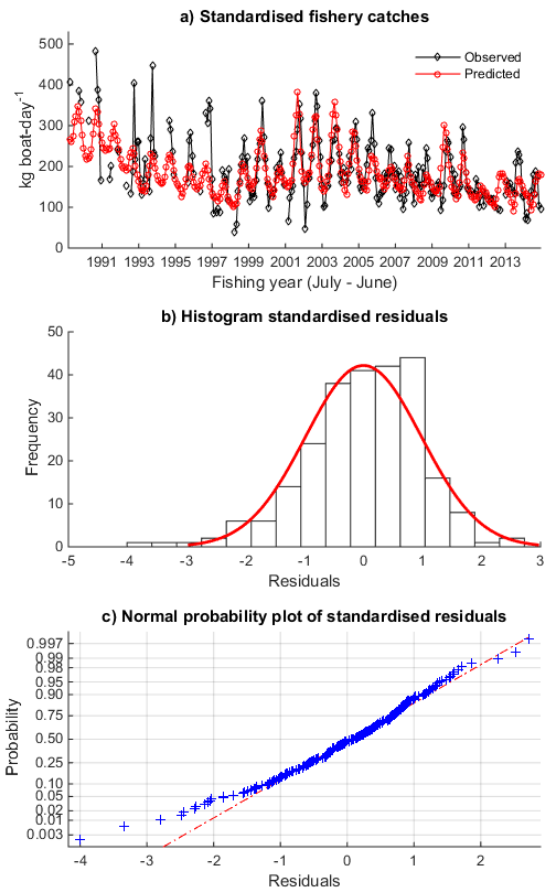 a) Standardised fishery catches
500
400
300
200
100
0
kg boat-day-1
Observed
Predicted
1991 1993 1995 1997 1999 2001 2003 2005 2007 2009 2011 2013
Fishing year (July - June)
b) Histogram standardised residuals
50
40
30
20
10
0
Frequency
-5 -4 -3 -2 -1 0 1 2 3
Residuals
c) Normal probability plot of standardised residuals
0.997
0.99
0.98
0.95
0.90
0.75
0.50
0.25
0.10
0.05
0.02
0.01
0.003
Probability
-4 -3 -2 -1 0 1 2
Residuals